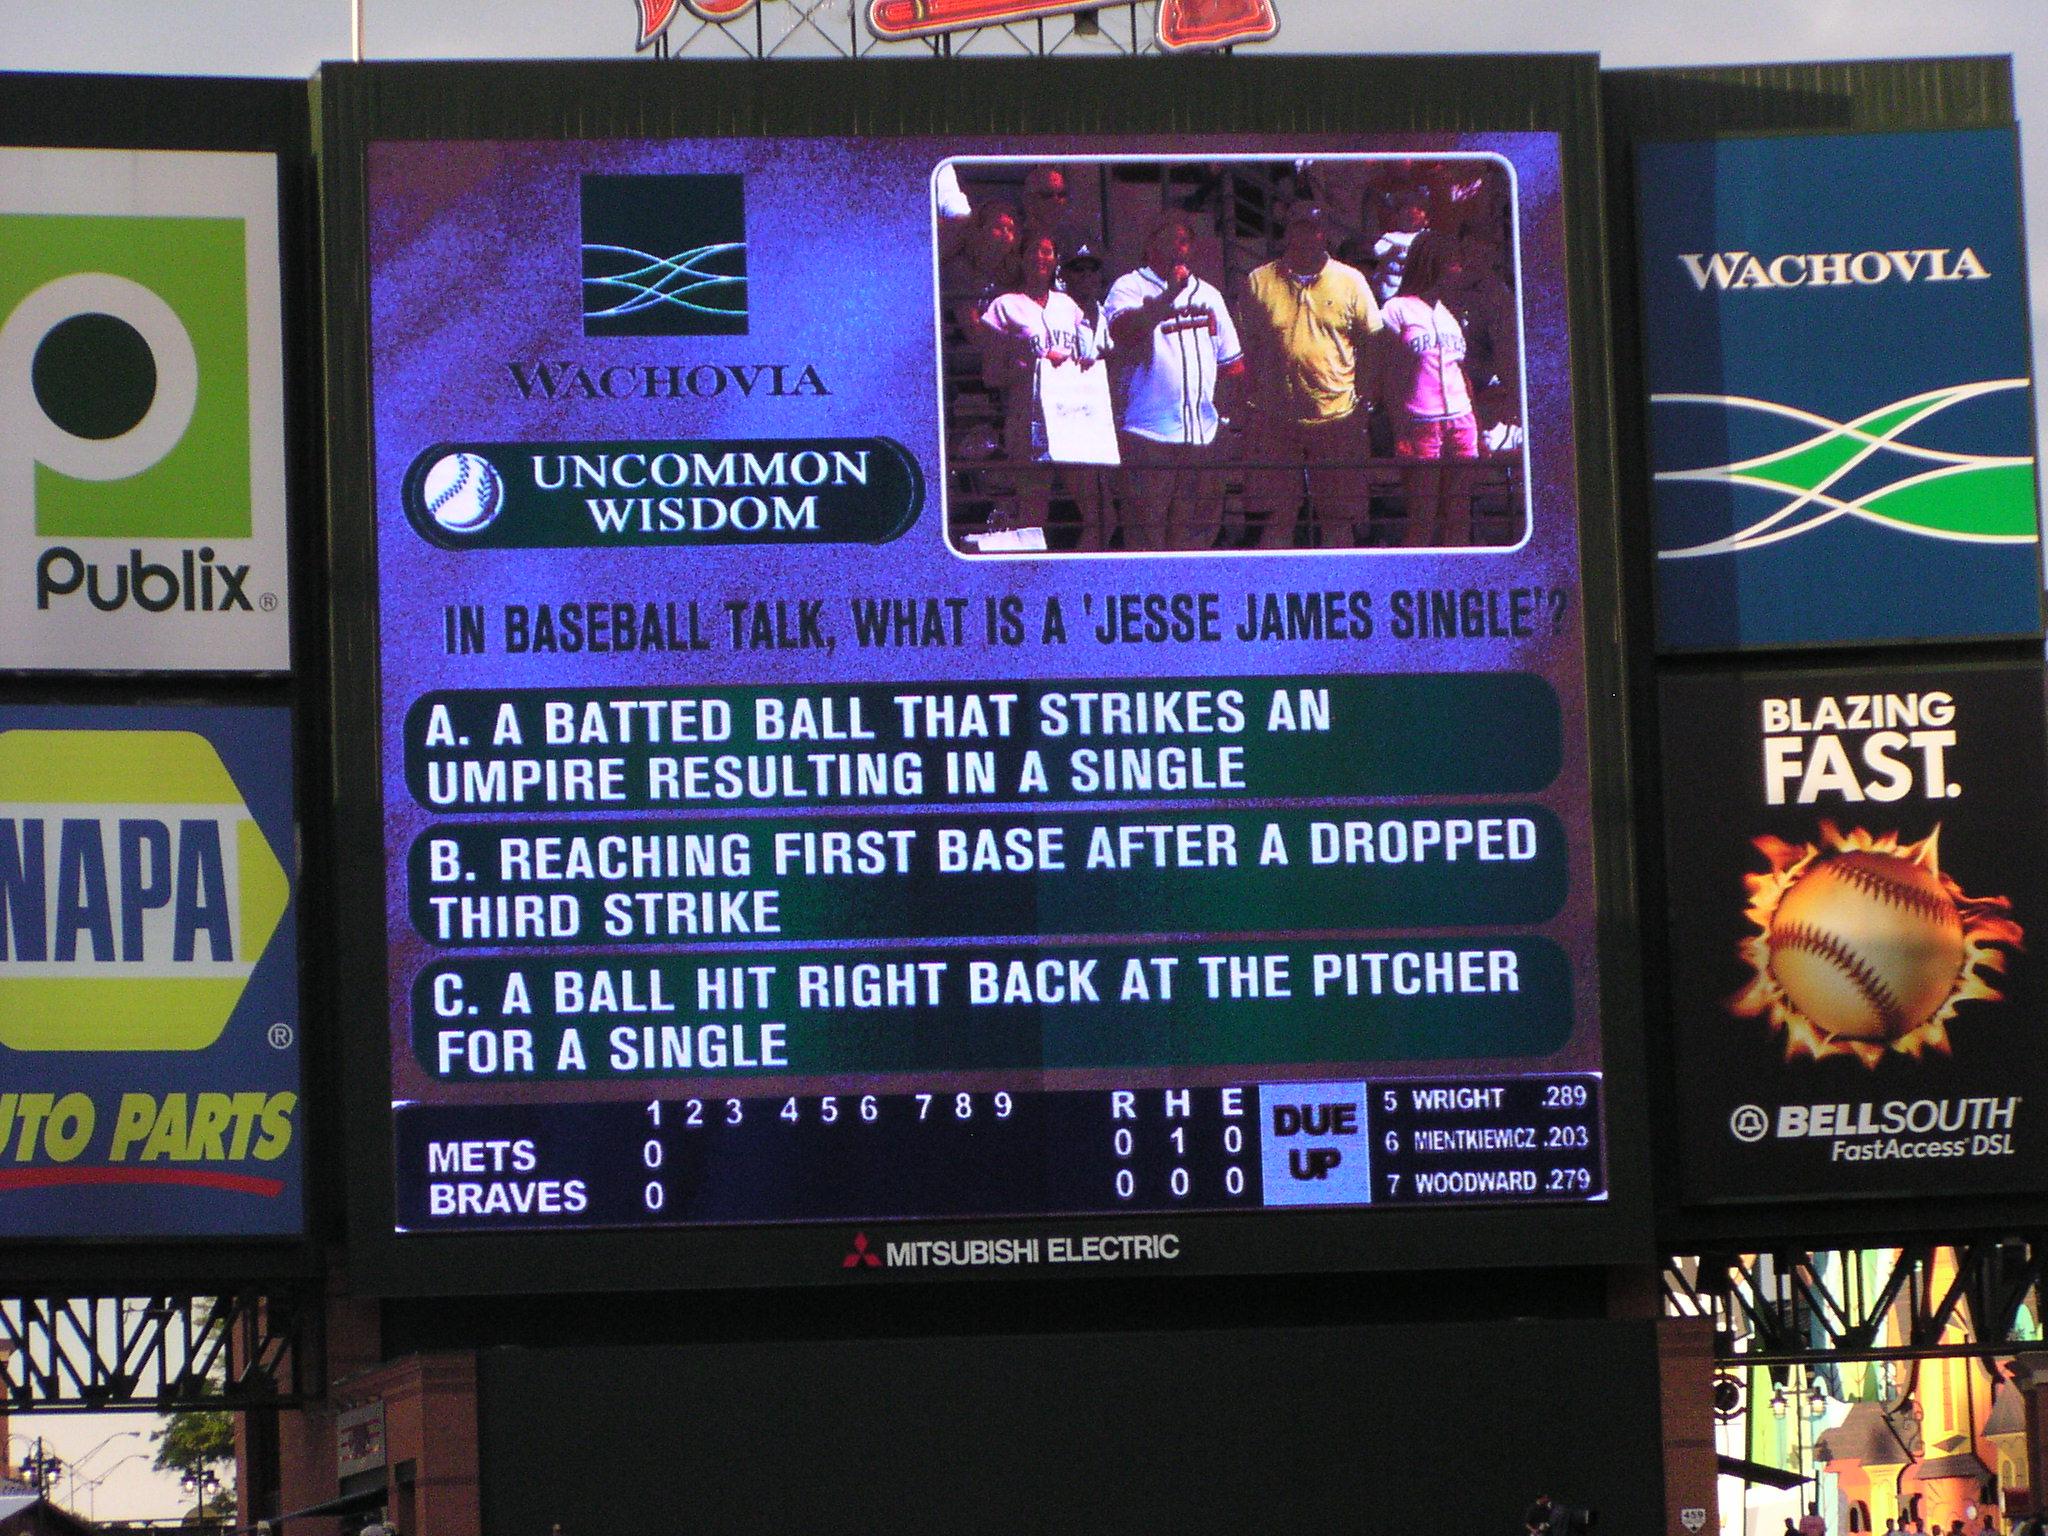 Publix®
NAPA
®
UTO PARTS
WACHOVIA
UNCOMMON
WISDOM
BRAVES
BRAVES
IN BASEBALL TALK, WHAT IS A 'JESSE JAMES SINGLE'?
A. A BATTED BALL THAT STRIKES AN
UMPIRE RESULTING IN A SINGLE
B. REACHING FIRST BASE AFTER A DROPPED
THIRD STRIKE
C. A BALL HIT RIGHT BACK AT THE PITCHER
FOR A SINGLE
1 2 3 4 5 6 7 8 9 R H E
METS 0 0 1 0
BRAVES 0 0 0 0
DUE
UP
5 WRIGHT .289
6 MIENTKIEWICZ .203
7 WOODWARD .279
MITSUBISHI ELECTRIC
WACHOVIA
BLAZING
FAST.
BELLSOUTH
FastAccess® DSL
459